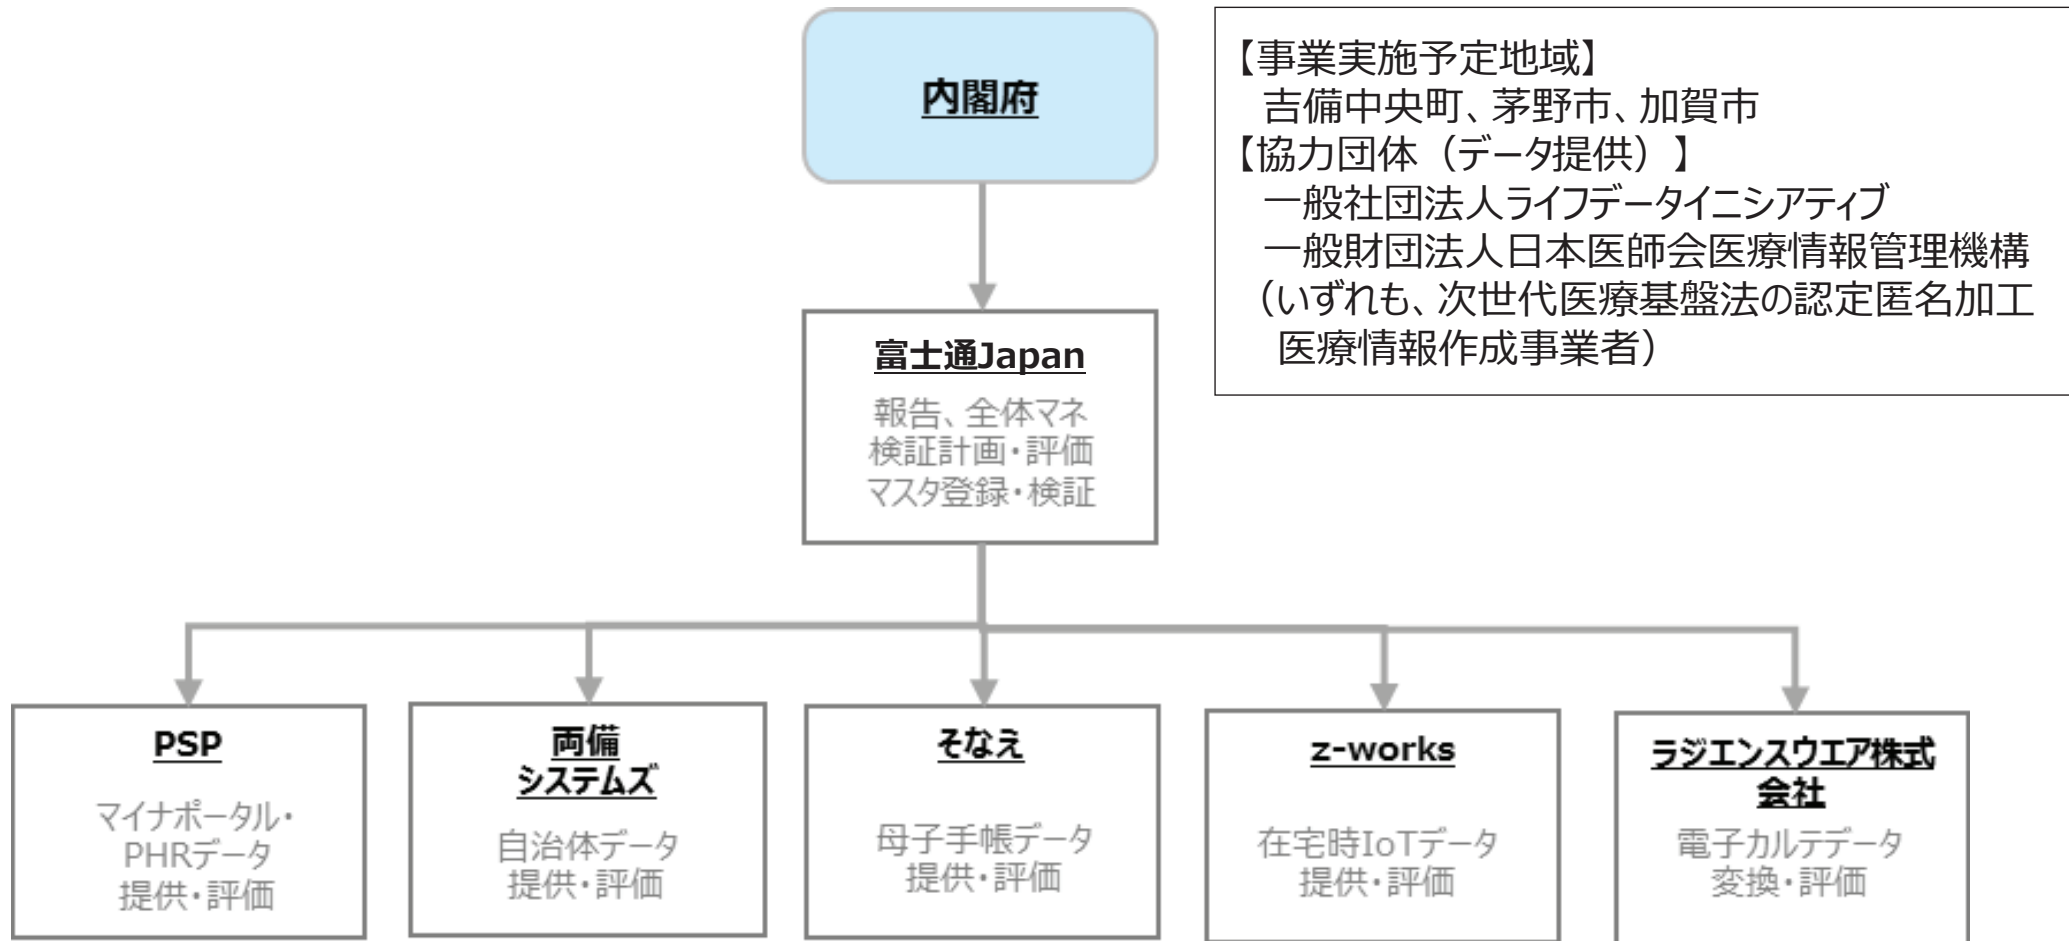 内閣府
【事業実施予定地域】
吉備中央町、茅野市、加賀市
【協力団体（データ提供）】
一般社団法人ライフデータイニシアティブ
一般財団法人日本医師会医療情報管理機構
（いずれも、次世代医療基盤法の認定匿名加工
医療情報作成事業者）
富士通Japan
報告、全体マネ
検証計画・評価
マスタ登録・検証
PSP
マイナポータル・
PHRデータ
提供・評価
両備
システムズ
自治体データ
提供・評価
そなえ
母子手帳データ
提供・評価
z-works
在宅時IoTデータ
提供・評価
ラジエンスウエア株式
会社
電子カルテデータ
変換・評価